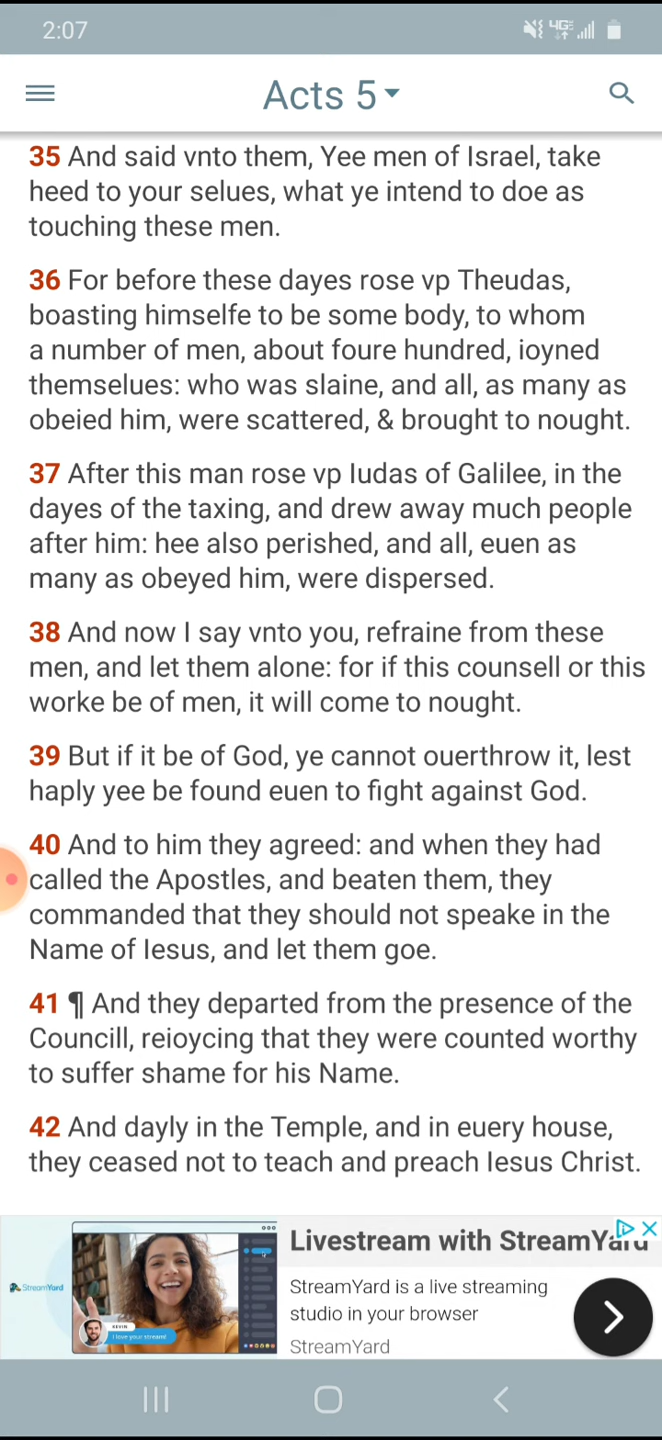 2:07
4GE
Acts 5
35 And said vnto them, Yee men of Israel, take
heed to your selues, what ye intend to doe as
touching these men.
36 For before these dayes rose vp Theudas,
boasting himselfe to be some body, to whom
a number of men, about foure hundred, ioyned
themselues: who was slaine, and all, as many as
obeied him, were scattered, & brought to nought.
37 After this man rose vp Iudas of Galilee, in the
dayes of the taxing, and drew away much people
after him: hee also perished, and all, euen as
many as obeyed him, were dispersed.
38 And now I say vnto you, refraine from these
men, and let them alone: for if this counsell or this
worke be of men, it will come to nought.
39 But if it be of God, ye cannot ouerthrow it, lest
haply yee be found euen to fight against God.
40 And to him they agreed: and when they had
called the Apostles, and beaten them, they
commanded that they should not speake in the
Name of Iesus, and let them goe.
41 ¶ And they departed from the presence of the
Councill, reioycing that they were counted worthy
to suffer shame for his Name.
42 And dayly in the Temple, and in euery house,
they ceased not to teach and preach Iesus Christ.
StreamYard
KEVIN
I love your stream!
Livestream with StreamYard
StreamYard is a live streaming
studio in your browser
StreamYard